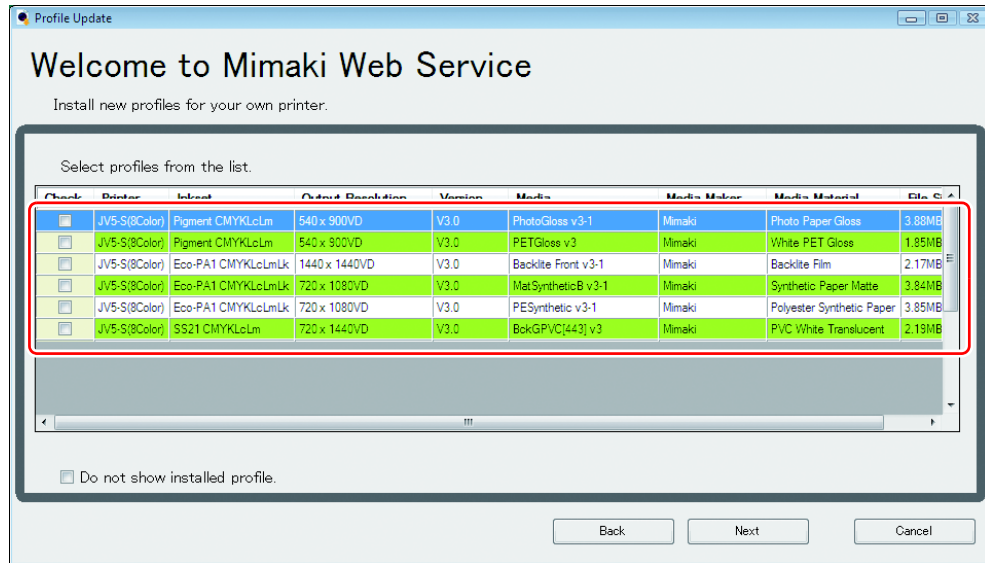 Profile Update
Welcome to Mimaki Web Service
Install new profiles for your own printer.
Select profiles from the list.
Check Printer Inkset Output Resolution Version Media Media Maker Media Material
JV5-S(8Color) Pigment CMYKLcLm 540 x 900VD V3.0 PhotoGloss v3-1 Mimaki Photo Paper Gloss 3.88MB
JV5-S(8Color) Pigment CMYKLcLm 540 x 900VD V3.0 PETGloss v3 Mimaki White PET Gloss 1.85MB
JV5-S(8Color) Eco-PA1 CMYKLcLmLk 1440 x 1440VD V3.0 Backlite Front v3-1 Mimaki Backlite Film 2.17MB
JV5-S(8Color) Eco-PA1 CMYKLcLmLk 720 x 1080VD V3.0 MatSyntheticB v3-1 Mimaki Synthetic Paper Matte 3.84MB
JV5-S(8Color) Eco-PA1 CMYKLcLmLk 720 x 1080VD V3.0 PESynthetic v3-1 Mimaki Polyester Synthetic Paper 3.85MB
JV5-S(8Color) SS21 CMYKLcLm 720 x 1440VD V3.0 BckGPVC[443] v3 Mimaki PVC White Translucent 2.19MB
Do not show installed profile.
Back Next Cancel